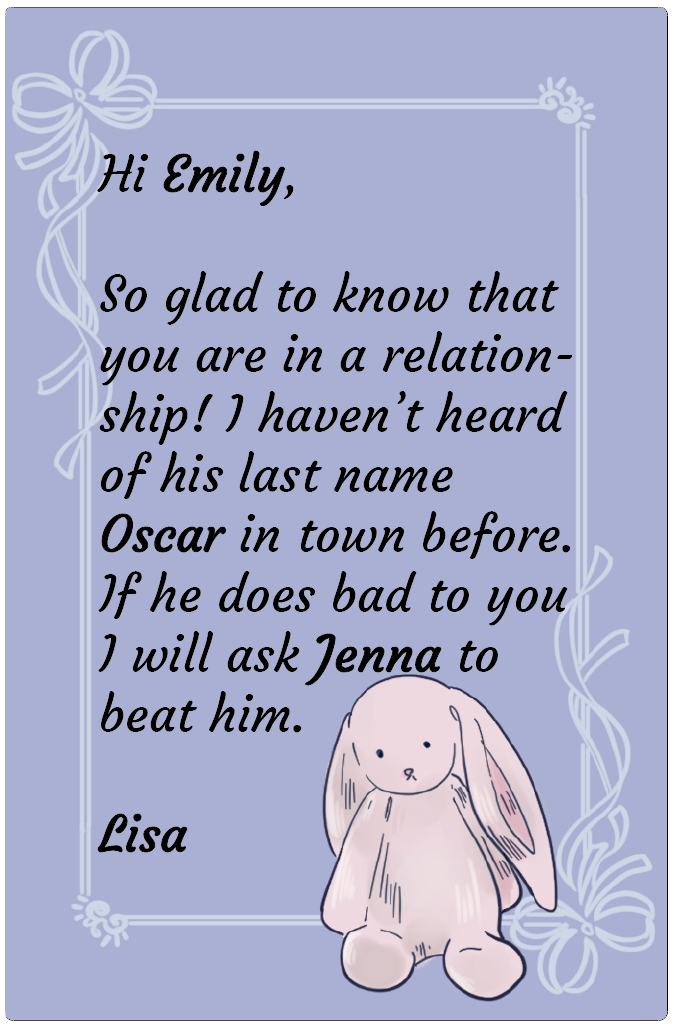 Hi Emily,
So glad to know that
you are in a relation-
ship! I haven't heard
of his last name
Oscar in town before.
If he does bad to you
I will ask Jenna to
beat him.
Lisa